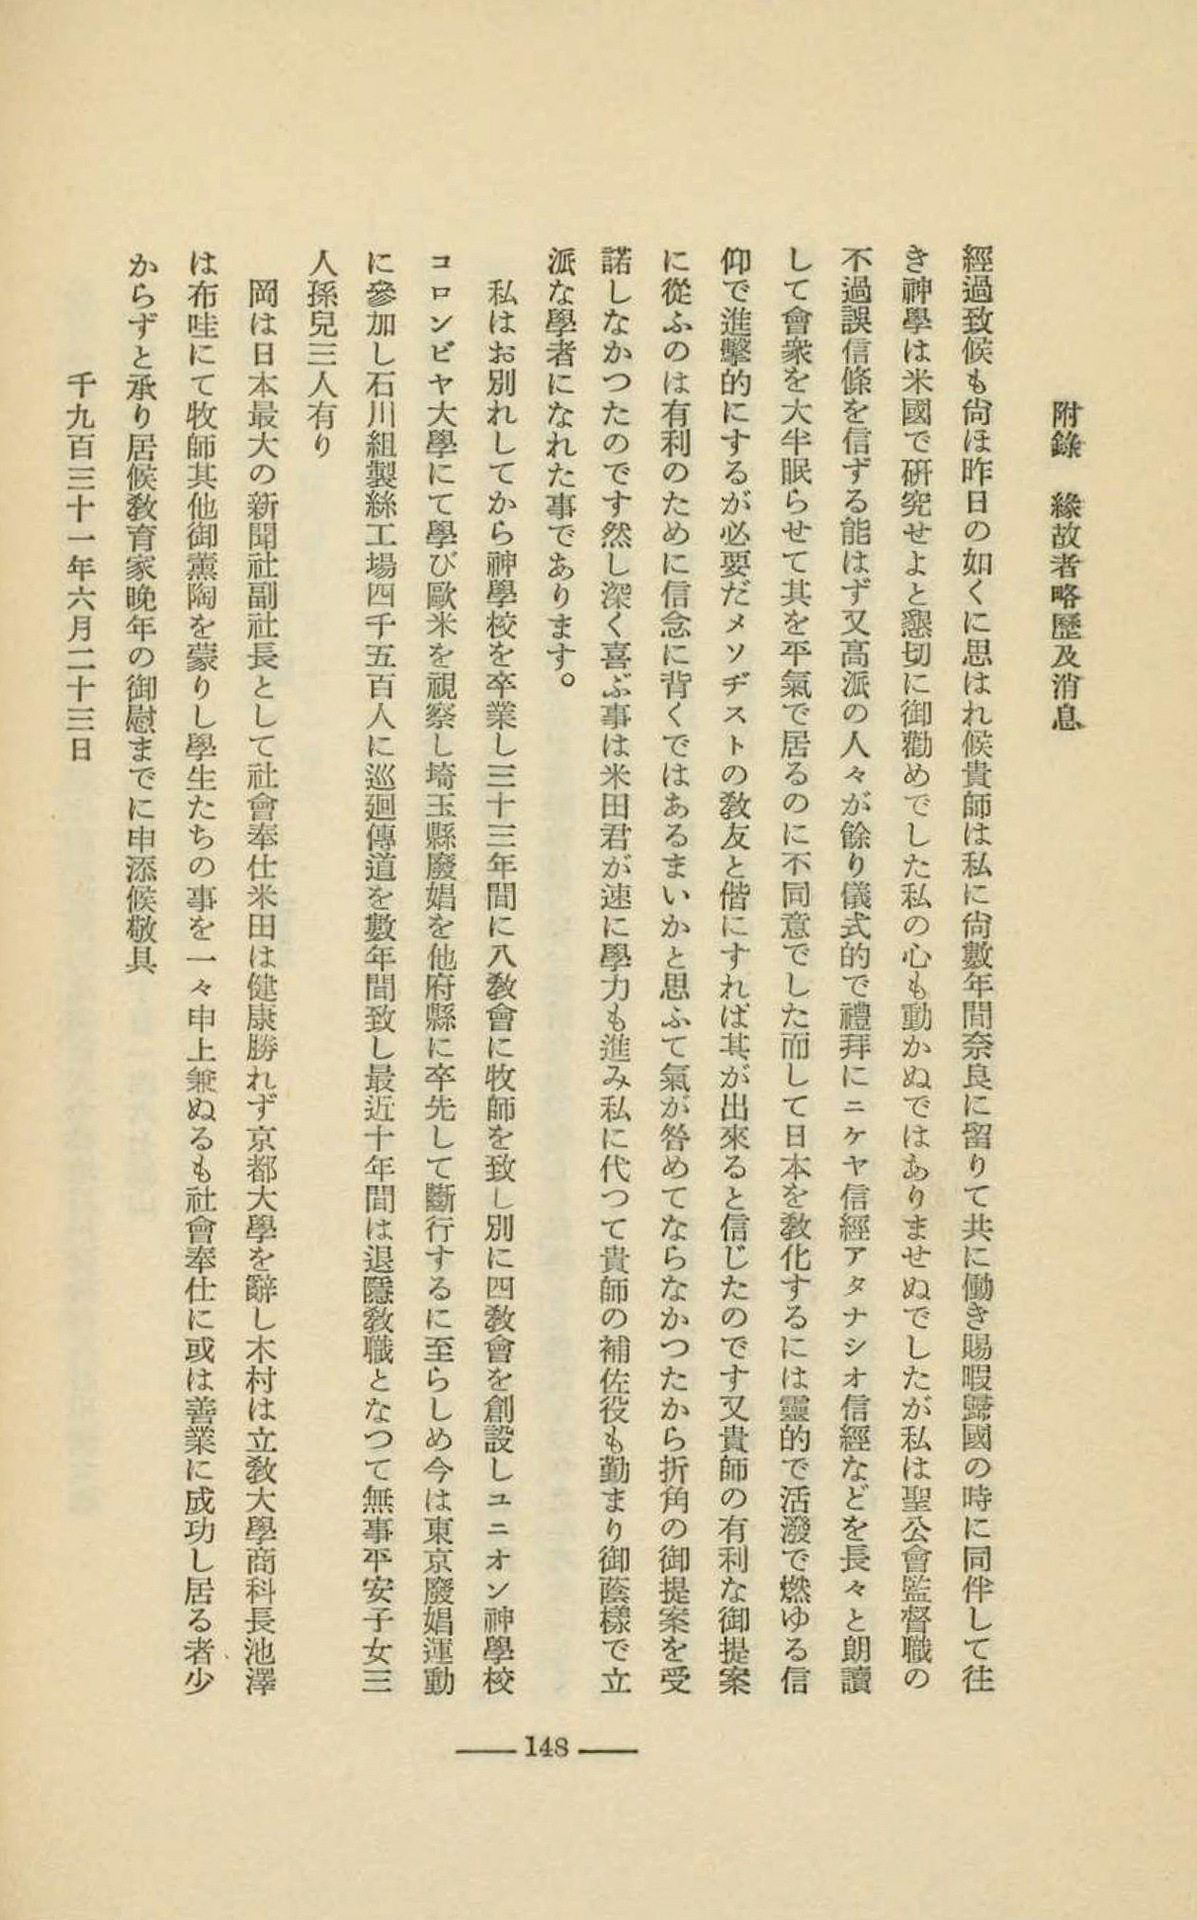 附錄　緣故者略歷及消息
經過致候も尙ほ昨日の如くに思はれ候貴師は私に尙數年間奈良に留りて共に働き賜暇歸國の時に同伴して往
き神學は米國で硏究せよと懇切に御勸めでした私の心も動かぬではありませぬでしたが私は聖公會監督職の
不過誤信條を信ずる能はず又高派の人々が餘り儀式的で禮拜にニケヤ信經アタナシオ信經などを長々と朗讀
して會衆を大半眠らせて其を平氣で居るのに不同意でした而して日本を敎化するには靈的で活潑で燃ゆる信
仰で進擊的にするが必要だメソヂストの敎友と偕にすれば其が出來ると信じたのです又貴師の有利な御提案
に從ふのは有利のために信念に背くではあるまいかと思ふて氣が咎めてならなかつたから折角の御提案を受
諾しなかつたのです然し深く喜ぶ事は米田君が速に學力も進み私に代つて貴師の補佐役も勤まり御蔭樣で立
派な學者になれた事であります。
私はお別れしてから神學校を卒業し三十三年間に八敎會に牧師を致し別に四敎會を創設しユニオン神學校
コロンビヤ大學にて學び歐米を視察し埼玉縣廢娼を他府縣に卒先して斷行するに至らしめ今は東京廢娼運動
に參加し石川組製絲工場四千五百人に巡廻傳道を數年間致し最近十年間は退隱敎職となつて無事平安子女三
人孫兒三人有り
岡は日本最大の新聞社副社長として社會奉仕米田は健康勝れず京都大學を辭し木村は立敎大學商科長池澤
は布哇にて牧師其他御薰陶を蒙りし學生たちの事を一々申上兼ぬるも社會奉仕に或は善業に成功し居る者少
からずと承り居候敎育家晚年の御慰までに申添候敬具
千九百三十一年六月二十三日
148